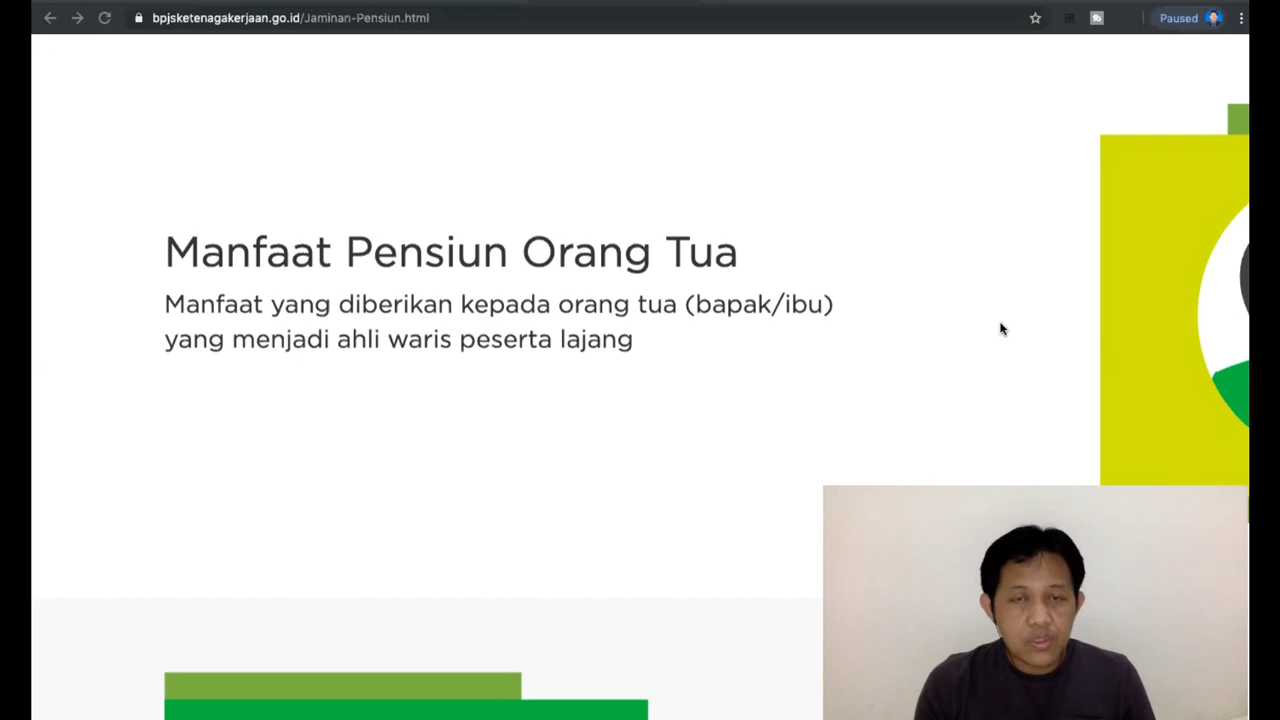 bpjsketenagakerjaan.go.id/Jaminan-Pensiun.html
Paused
Manfaat Pensiun Orang Tua
Manfaat yang diberikan kepada orang tua (bapak/ibu)
yang menjadi ahli waris peserta lajang